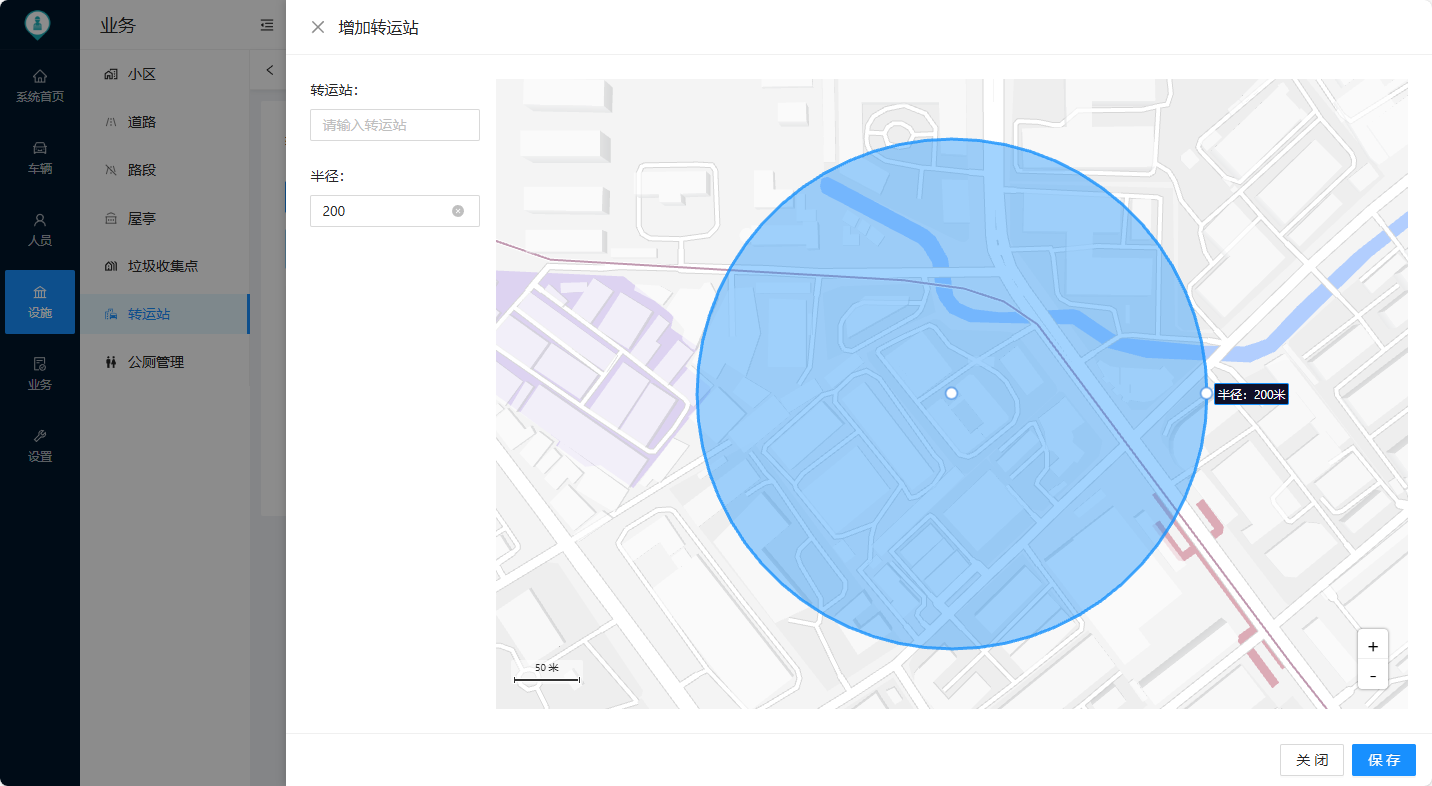 系统首页
车辆
人员
设施
业务
设置
业务
小区
道路
路段
屋亭
垃圾收集点
转运站
公厕管理
增加转运站
转运站:
请输入转运站
半径:
200
半径：200米
50 米
+
-
关 闭
保 存